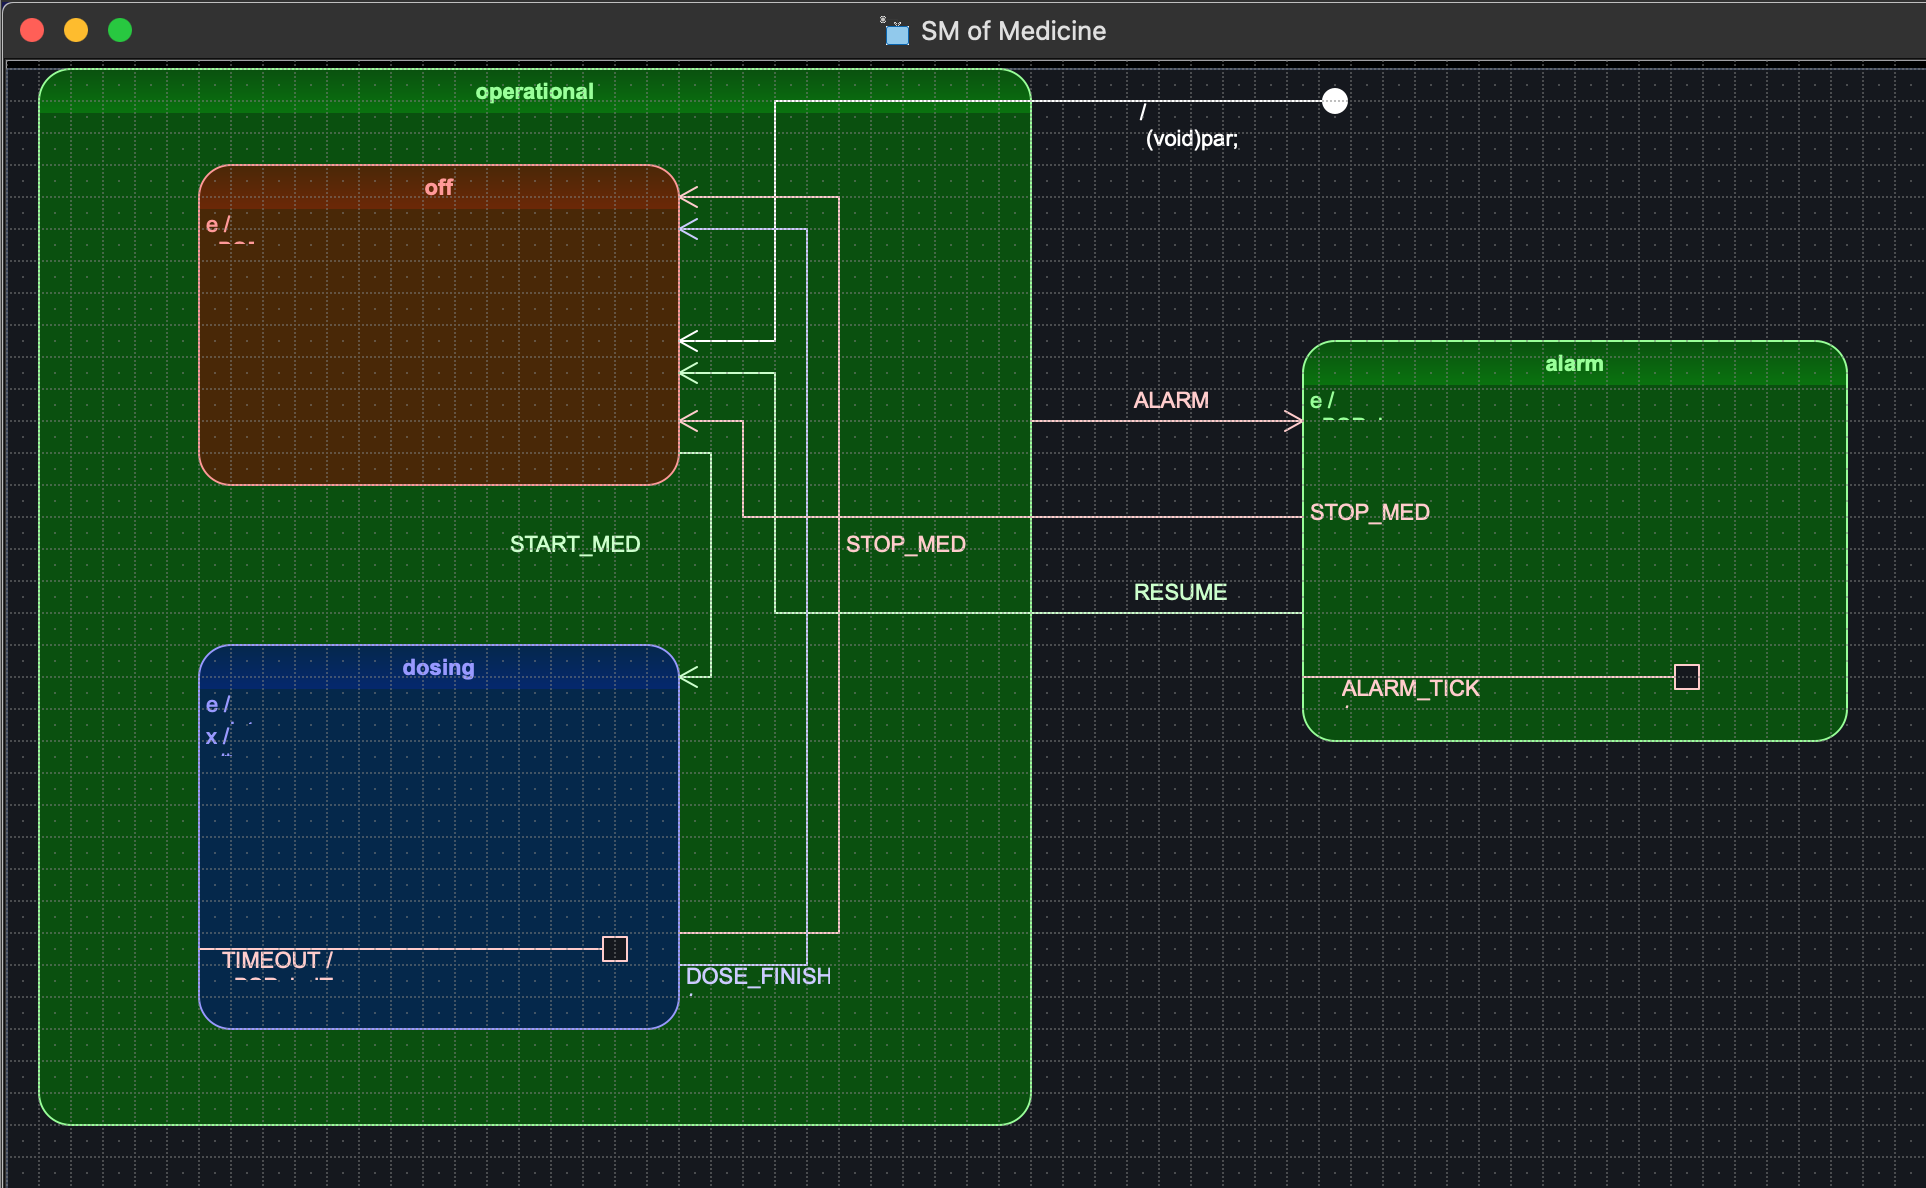 SM of Medicine
operational
/
(void)par;
off
e /
alarm
ALARM
e /
STOP_MED
START_MED
STOP_MED
RESUME
dosing
e /
x /
ALARM_TICK
TIMEOUT /
DOSE_FINISH